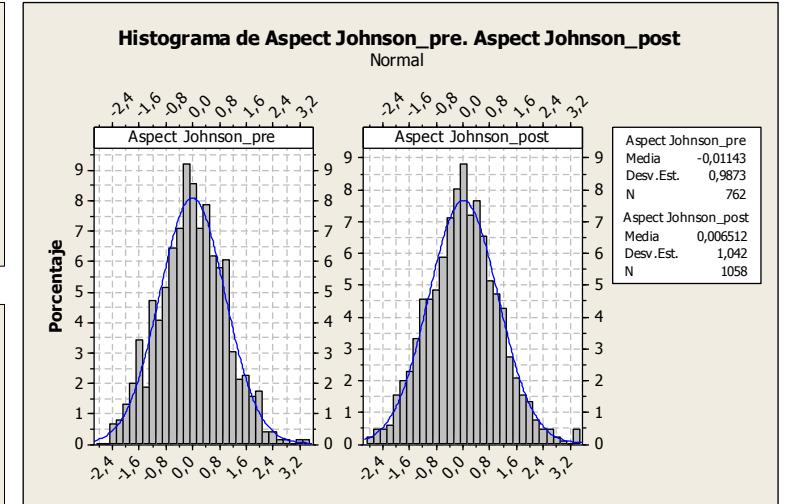 Histograma de Aspect Johnson_pre. Aspect Johnson_post
Normal
-2,4 -1,6 -0,8 0,0 0,8 1,6 2,4 3,2
-2,4 -1,6 -0,8 0,0 0,8 1,6 2,4 3,2
Aspect Johnson_pre
Aspect Johnson_post
Porcentaje
9 9 9 9
8 8 8 8
7 7 7 7
6 6 6 6
5 5 5 5
4 4 4 4
3 3 3 3
2 2 2 2
1 1 1 1
0 0 0 0
-2,4 -1,6 -0,8 0,0 0,8 1,6 2,4 3,2
-2,4 -1,6 -0,8 0,0 0,8 1,6 2,4 3,2
Aspect Johnson_pre
Media -0,01143
Desv.Est. 0,9873
N 762
Aspect Johnson_post
Media 0,006512
Desv.Est. 1,042
N 1058